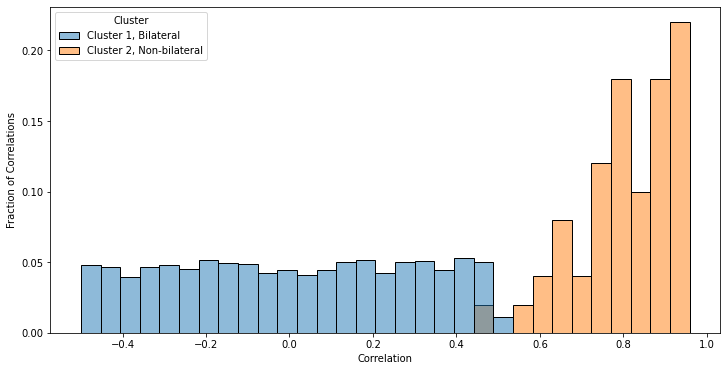 Cluster
Cluster 1, Bilateral
Cluster 2, Non-bilateral
Fraction of Correlations
0.20
0.15
0.10
0.05
0.00
−0.4 −0.2 0.0 0.2 0.4 0.6 0.8 1.0
Correlation